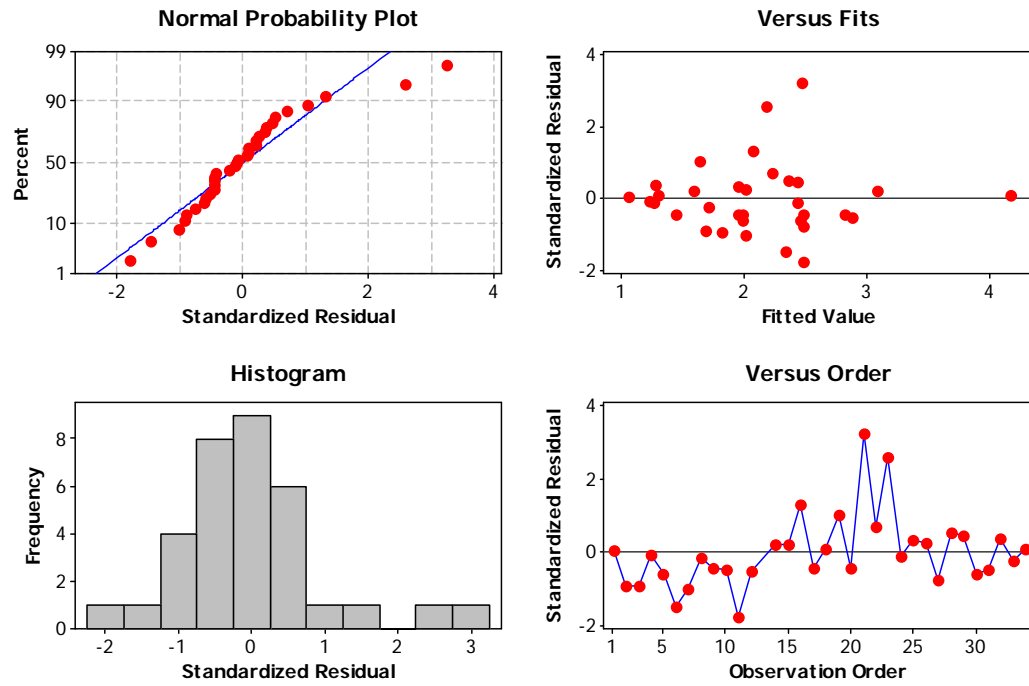 Normal Probability Plot
99
90
50
10
1
Percent
-2 0 2 4
Standardized Residual
Versus Fits
4
2
0
-2
Standardized Residual
1 2 3 4
Fitted Value
Histogram
8
6
4
2
0
Frequency
-2 -1 0 1 2 3
Standardized Residual
Versus Order
4
2
0
-2
Standardized Residual
1 5 10 15 20 25 30
Observation Order